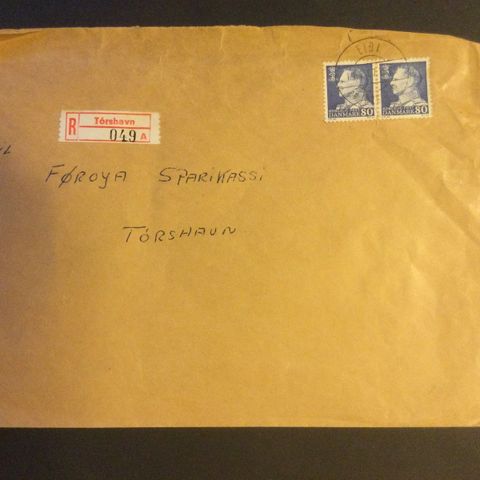 DANMARK 80
DANMARK 80
R Tórshavn
049 A
FØROYA SPARIKASSI
TÓRSHAVN